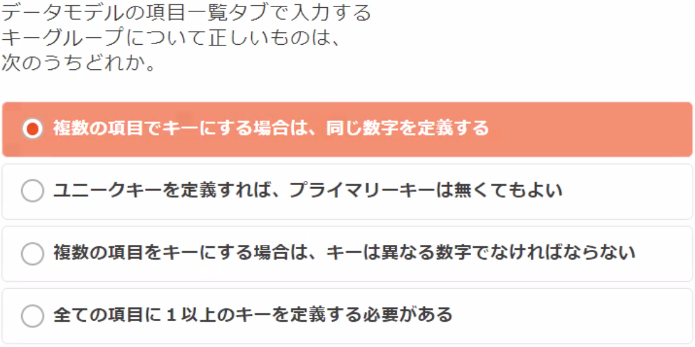 データモデルの項目一覧タブで入力する
キーグループについて正しいものは、
次のうちどれか。
複数の項目でキーにする場合は、同じ数字を定義する
ユニークキーを定義すれば、プライマリーキーは無くてもよい
複数の項目をキーにする場合は、キーは異なる数字でなければならない
全ての項目に１以上のキーを定義する必要がある